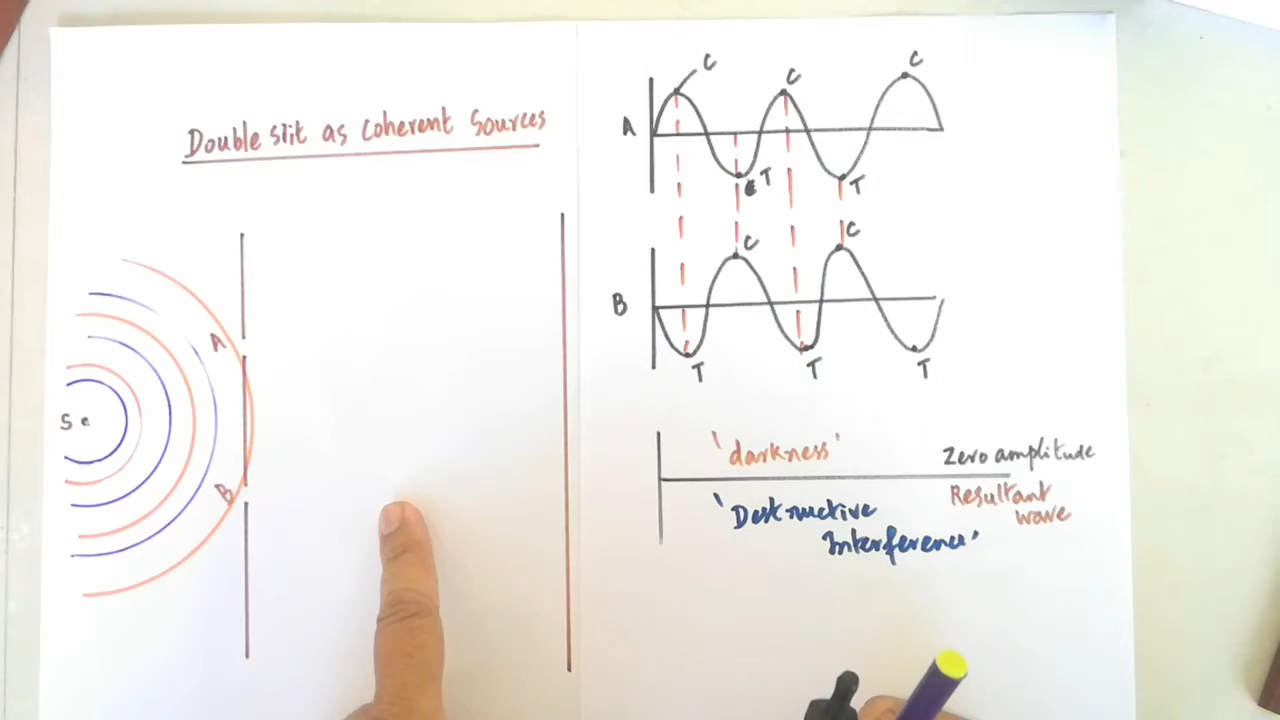 Double slit as Coherent Sources
A
S
B
C
C
C
A
T
T
C
C
B
T
T
T
'darkness'
Zero amplitude
'Destructive
Interference'
Resultant
wave